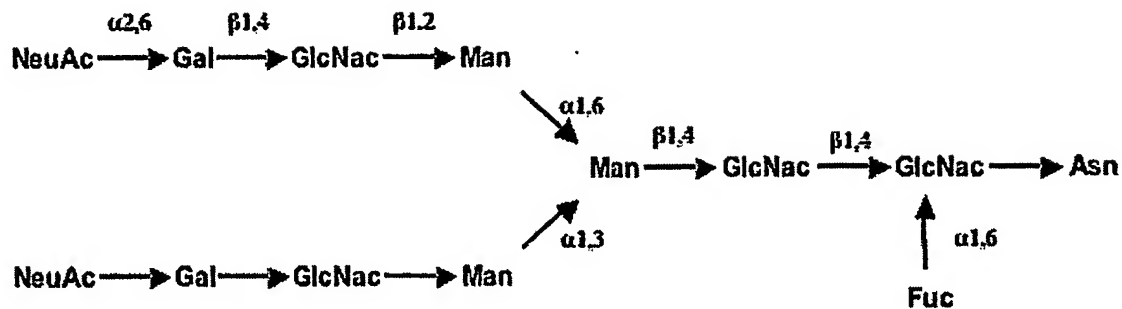 α2,6 β1,4 β1,2
NeuAc Gal GlcNac Man
α1,6
β1,4 β1,4
Man GlcNac GlcNac Asn
α1,3 α1,6
NeuAc Gal GlcNac Man
Fuc